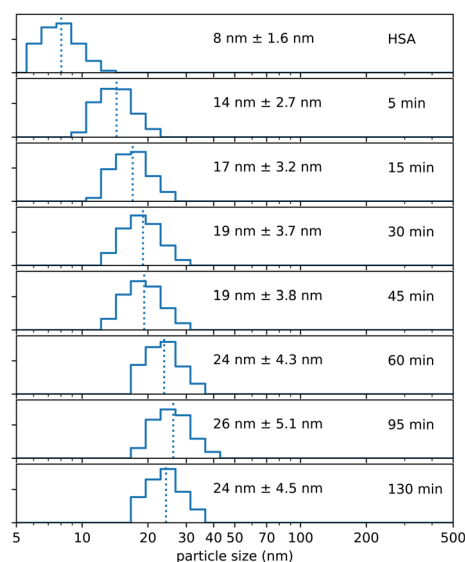 8 nm ± 1.6 nm HSA
14 nm ± 2.7 nm 5 min
17 nm ± 3.2 nm 15 min
19 nm ± 3.7 nm 30 min
19 nm ± 3.8 nm 45 min
24 nm ± 4.3 nm 60 min
26 nm ± 5.1 nm 95 min
24 nm ± 4.5 nm 130 min
5 10 20 30 40 50 70 100 200 500
particle size (nm)